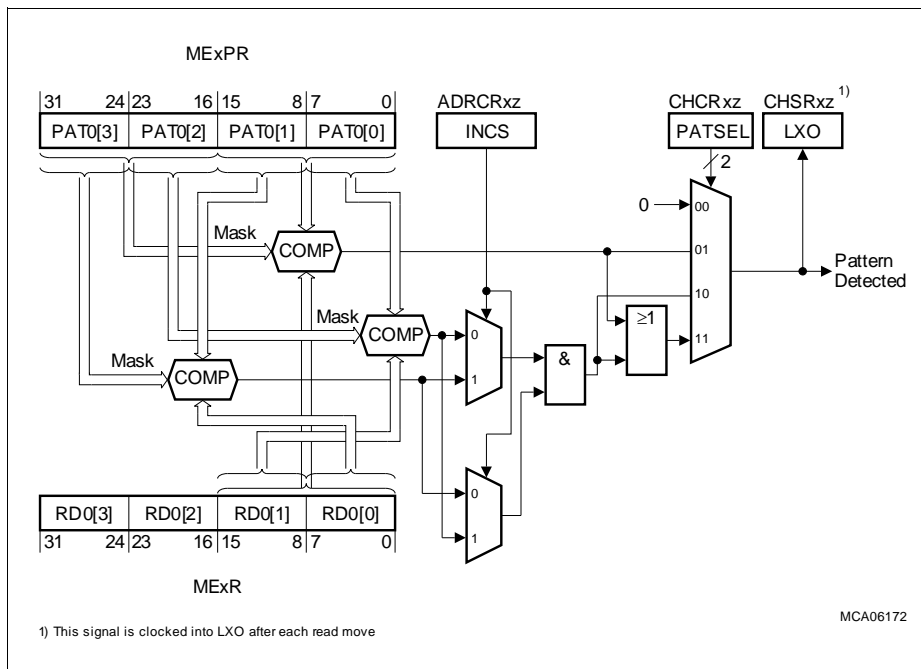 MExPR
31 24 23 16 15 8 7 0
PAT0[3] PAT0[2] PAT0[1] PAT0[0]
ADRCRxz
INCS
CHCRxz
PATSEL
CHSRxz 1)
LXO
2
0
00
01
10
11
Mask
COMP
Pattern
Detected
Mask
COMP
0
1
&
≥1
Mask
COMP
0
1
RD0[3] RD0[2] RD0[1] RD0[0]
31 24 23 16 15 8 7 0
MExR
1) This signal is clocked into LXO after each read move
MCA06172